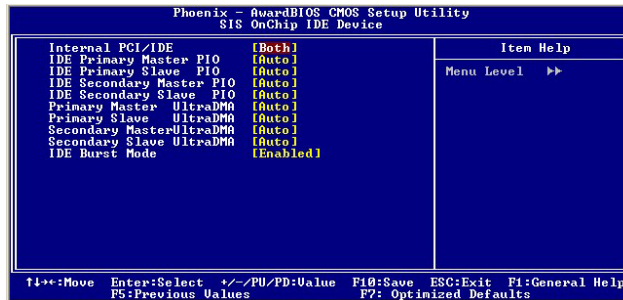 Phoenix - AwardBIOS CMOS Setup Utility
SIS OnChip IDE Device
Internal PCI/IDE [Both]
IDE Primary Master PIO [Auto]
IDE Primary Slave PIO [Auto]
IDE Secondary Master PIO [Auto]
IDE Secondary Slave PIO [Auto]
Primary Master UltraDMA [Auto]
Primary Slave UltraDMA [Auto]
Secondary MasterUltraDMA [Auto]
Secondary Slave UltraDMA [Auto]
IDE Burst Mode [Enabled]
Item Help
Menu Level ►►
↑↓→←:Move Enter:Select +/-/PU/PD:Value F10:Save ESC:Exit F1:General Help
F5:Previous Values F7: Optimized Defaults